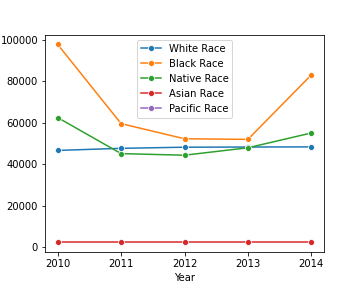 100000
80000
60000
40000
20000
0
White Race
Black Race
Native Race
Asian Race
Pacific Race
2010 2011 2012 2013 2014
Year